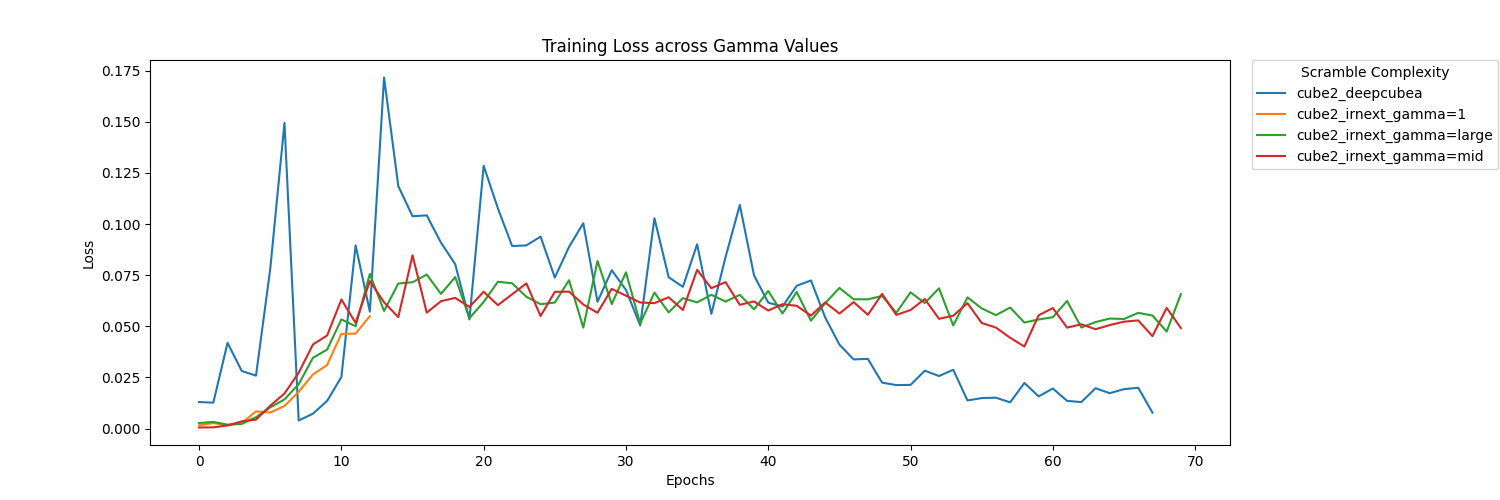 Training Loss across Gamma Values
Scramble Complexity
cube2_deepcubea
cube2_irnext_gamma=1
cube2_irnext_gamma=large
cube2_irnext_gamma=mid
Loss
0.175
0.150
0.125
0.100
0.075
0.050
0.025
0.000
0 10 20 30 40 50 60 70
Epochs